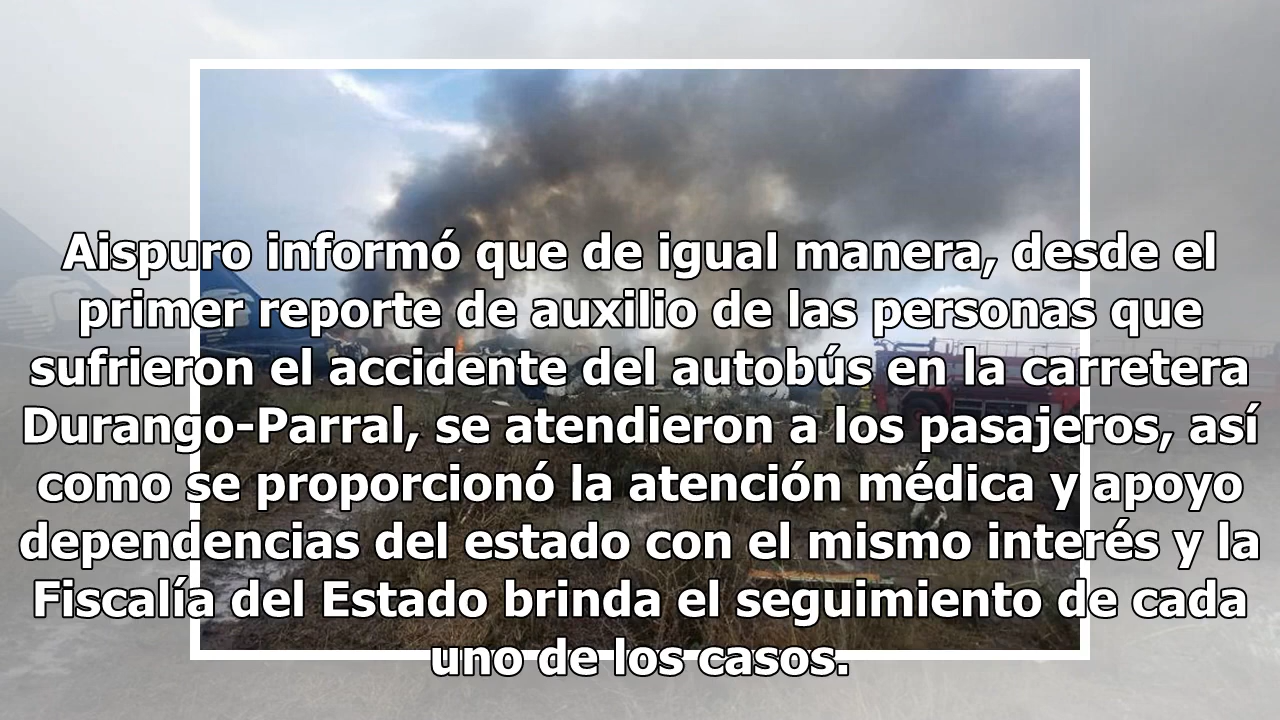 Aispuro informó que de igual manera, desde el
primer reporte de auxilio de las personas que
sufrieron el accidente del autobús en la carretera
Durango-Parral, se atendieron a los pasajeros, así
como se proporcionó la atención médica y apoyo
dependencias del estado con el mismo interés y la
Fiscalía del Estado brinda el seguimiento de cada
uno de los casos.